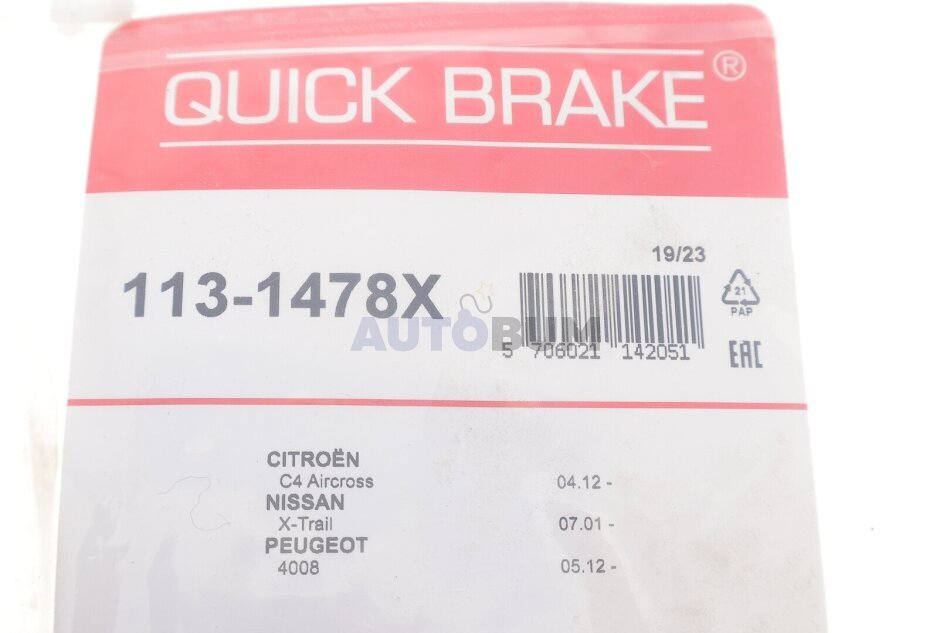 QUICK BRAKE®
19/23
113-1478X
AUTOBUM
5 706021 142051
21
PAP
EAC
CITROËN
C4 Aircross 04.12 -
NISSAN
X-Trail 07.01 -
PEUGEOT
4008 05.12 -